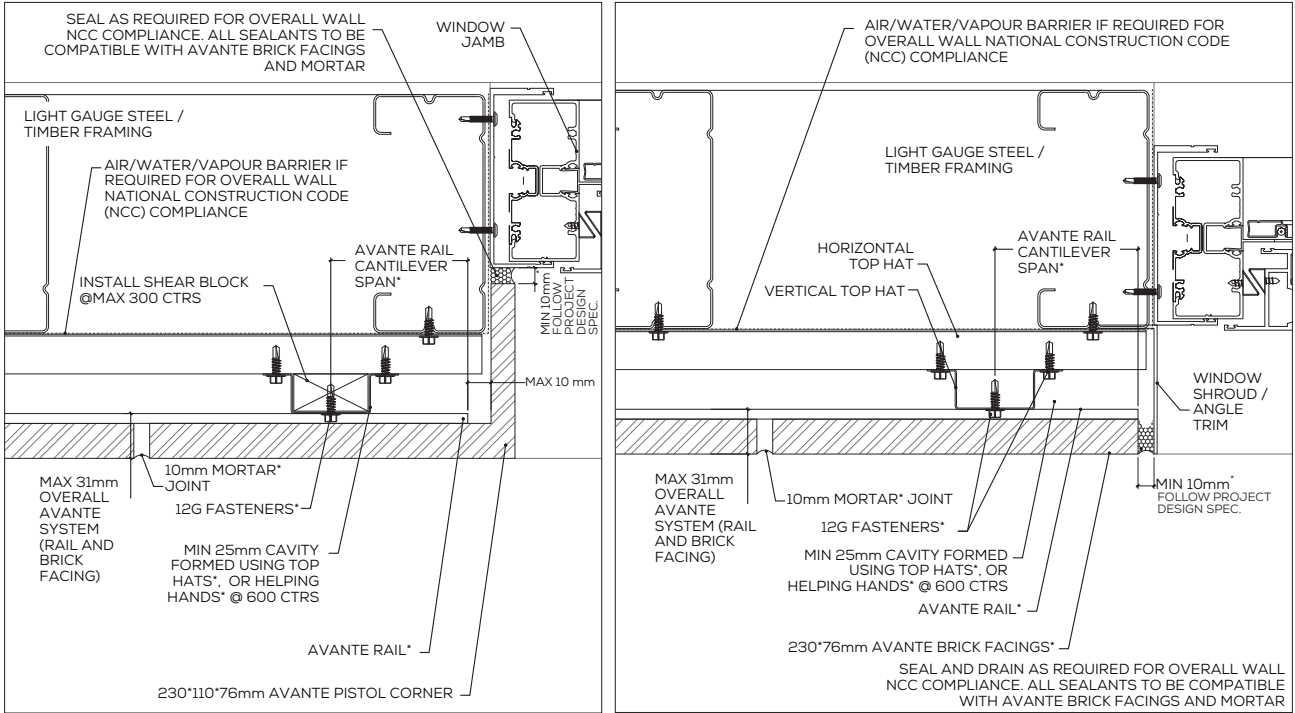 SEAL AS REQUIRED FOR OVERALL WALL
NCC COMPLIANCE. ALL SEALANTS TO BE
COMPATIBLE WITH AVANTE BRICK FACINGS
AND MORTAR
WINDOW
JAMB
LIGHT GAUGE STEEL /
TIMBER FRAMING
AIR/WATER/VAPOUR BARRIER IF
REQUIRED FOR OVERALL WALL
NATIONAL CONSTRUCTION CODE
(NCC) COMPLIANCE
AVANTE RAIL
CANTILEVER
SPAN*
INSTALL SHEAR BLOCK
@MAX 300 CTRS
MIN 10mm
FOLLOW
PROJECT
DESIGN
SPEC.
MAX 10 mm
10mm MORTAR*
JOINT
MAX 31mm
OVERALL
AVANTE
SYSTEM
(RAIL AND
BRICK
FACING)
12G FASTENERS*
MIN 25mm CAVITY
FORMED USING TOP
HATS*, OR HELPING
HANDS* @ 600 CTRS
AVANTE RAIL*
230*110*76mm AVANTE PISTOL CORNER
AIR/WATER/VAPOUR BARRIER IF REQUIRED FOR
OVERALL WALL NATIONAL CONSTRUCTION CODE
(NCC) COMPLIANCE
LIGHT GAUGE STEEL /
TIMBER FRAMING
HORIZONTAL
TOP HAT
VERTICAL TOP HAT
AVANTE RAIL
CANTILEVER
SPAN*
WINDOW
SHROUD /
ANGLE
TRIM
MAX 31mm
OVERALL
AVANTE
SYSTEM (RAIL
AND BRICK
FACING)
10mm MORTAR* JOINT
12G FASTENERS*
MIN 10mm*
FOLLOW PROJECT
DESIGN SPEC.
MIN 25mm CAVITY FORMED
USING TOP HATS*, OR
HELPING HANDS* @ 600 CTRS
AVANTE RAIL*
230*76mm AVANTE BRICK FACINGS*
SEAL AND DRAIN AS REQUIRED FOR OVERALL WALL
NCC COMPLIANCE. ALL SEALANTS TO BE COMPATIBLE
WITH AVANTE BRICK FACINGS AND MORTAR